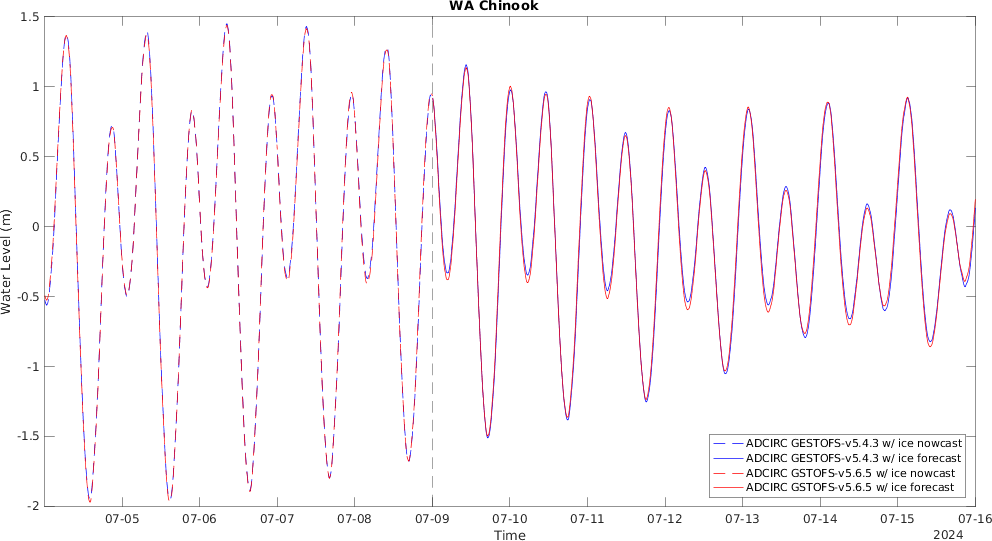 WA Chinook
1.5
1
0.5
0
-0.5
-1
-1.5
-2
Water Level (m)
07-05 07-06 07-07 07-08 07-09 07-10 07-11 07-12 07-13 07-14 07-15 07-16
Time
2024
ADCIRC GESTOFS-v5.4.3 w/ ice nowcast
ADCIRC GESTOFS-v5.4.3 w/ ice forecast
ADCIRC GSTOFS-v5.6.5 w/ ice nowcast
ADCIRC GSTOFS-v5.6.5 w/ ice forecast